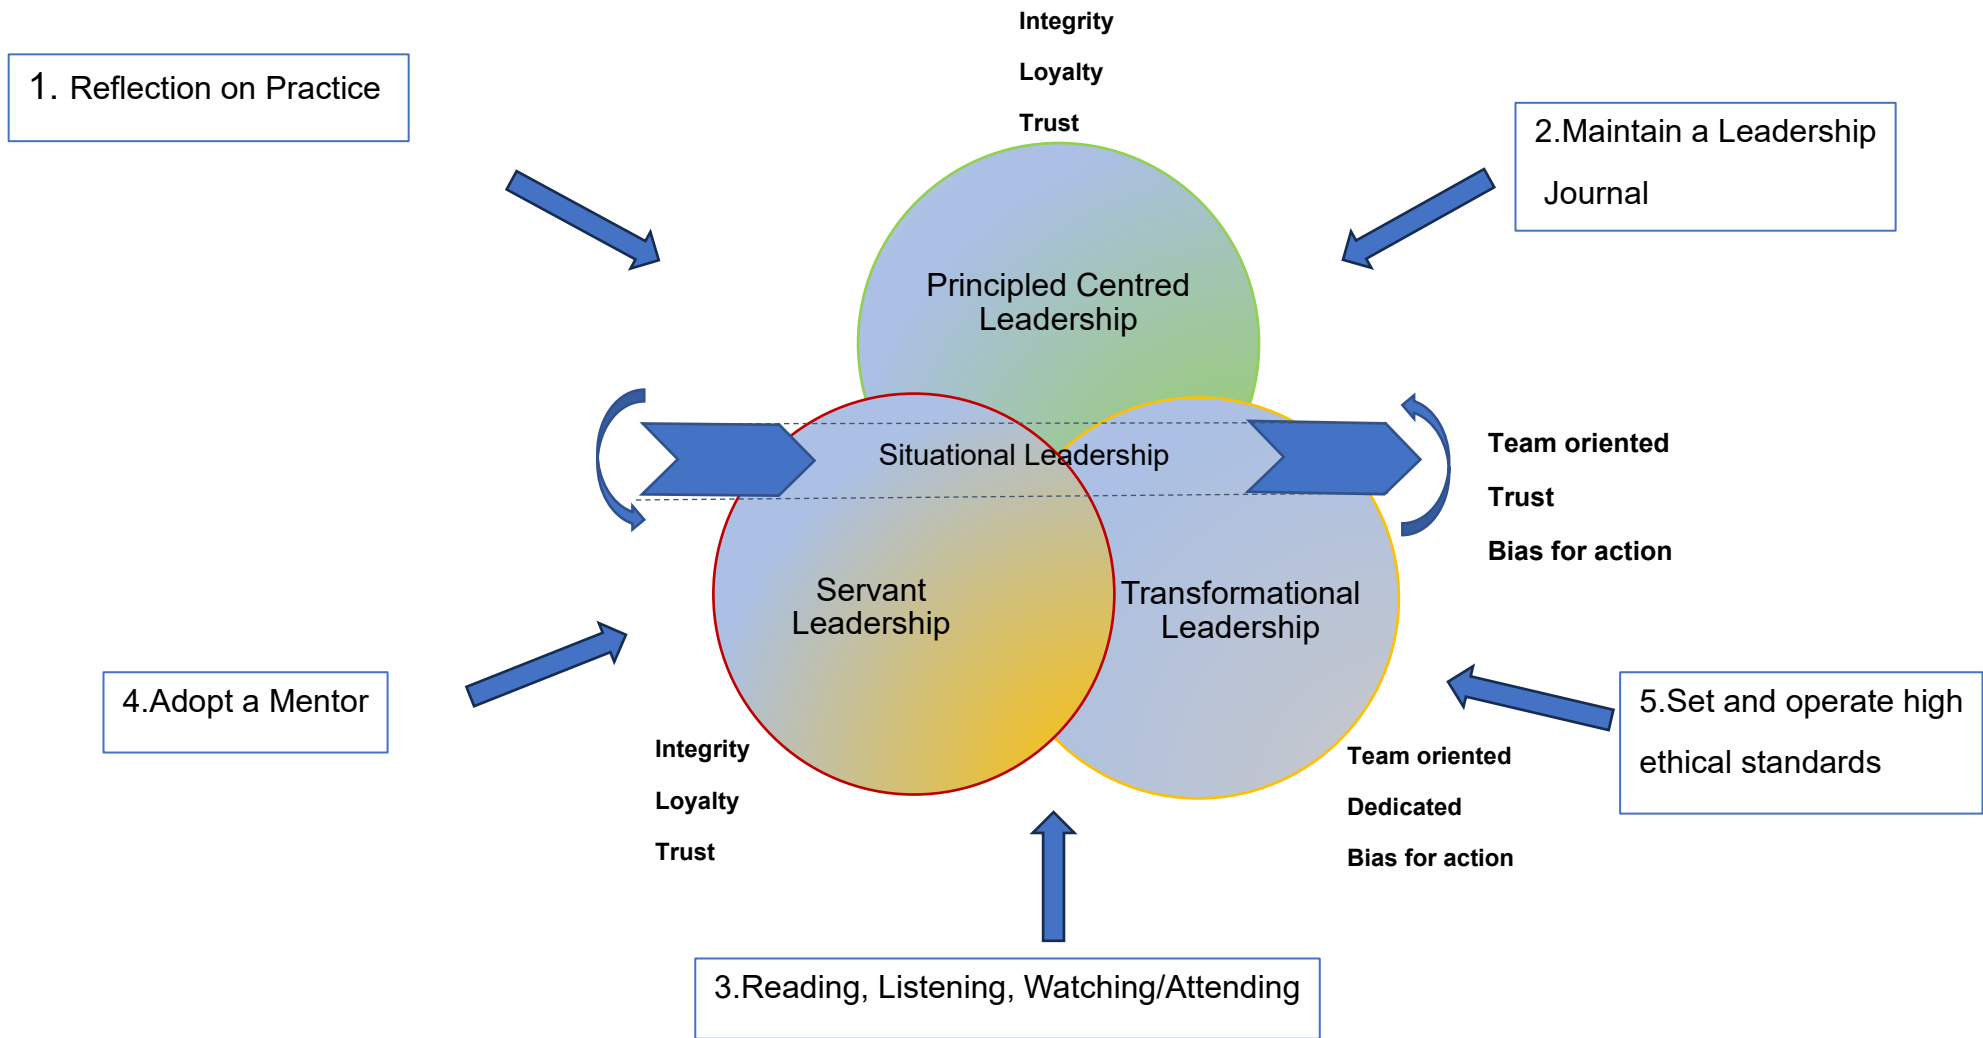 Integrity
Loyalty
Trust
1. Reflection on Practice
2.Maintain a Leadership
Journal
Principled Centred
Leadership
Situational Leadership
Team oriented
Trust
Bias for action
Servant
Leadership
Transformational
Leadership
4.Adopt a Mentor
5.Set and operate high
ethical standards
Integrity
Loyalty
Trust
Team oriented
Dedicated
Bias for action
3.Reading, Listening, Watching/Attending